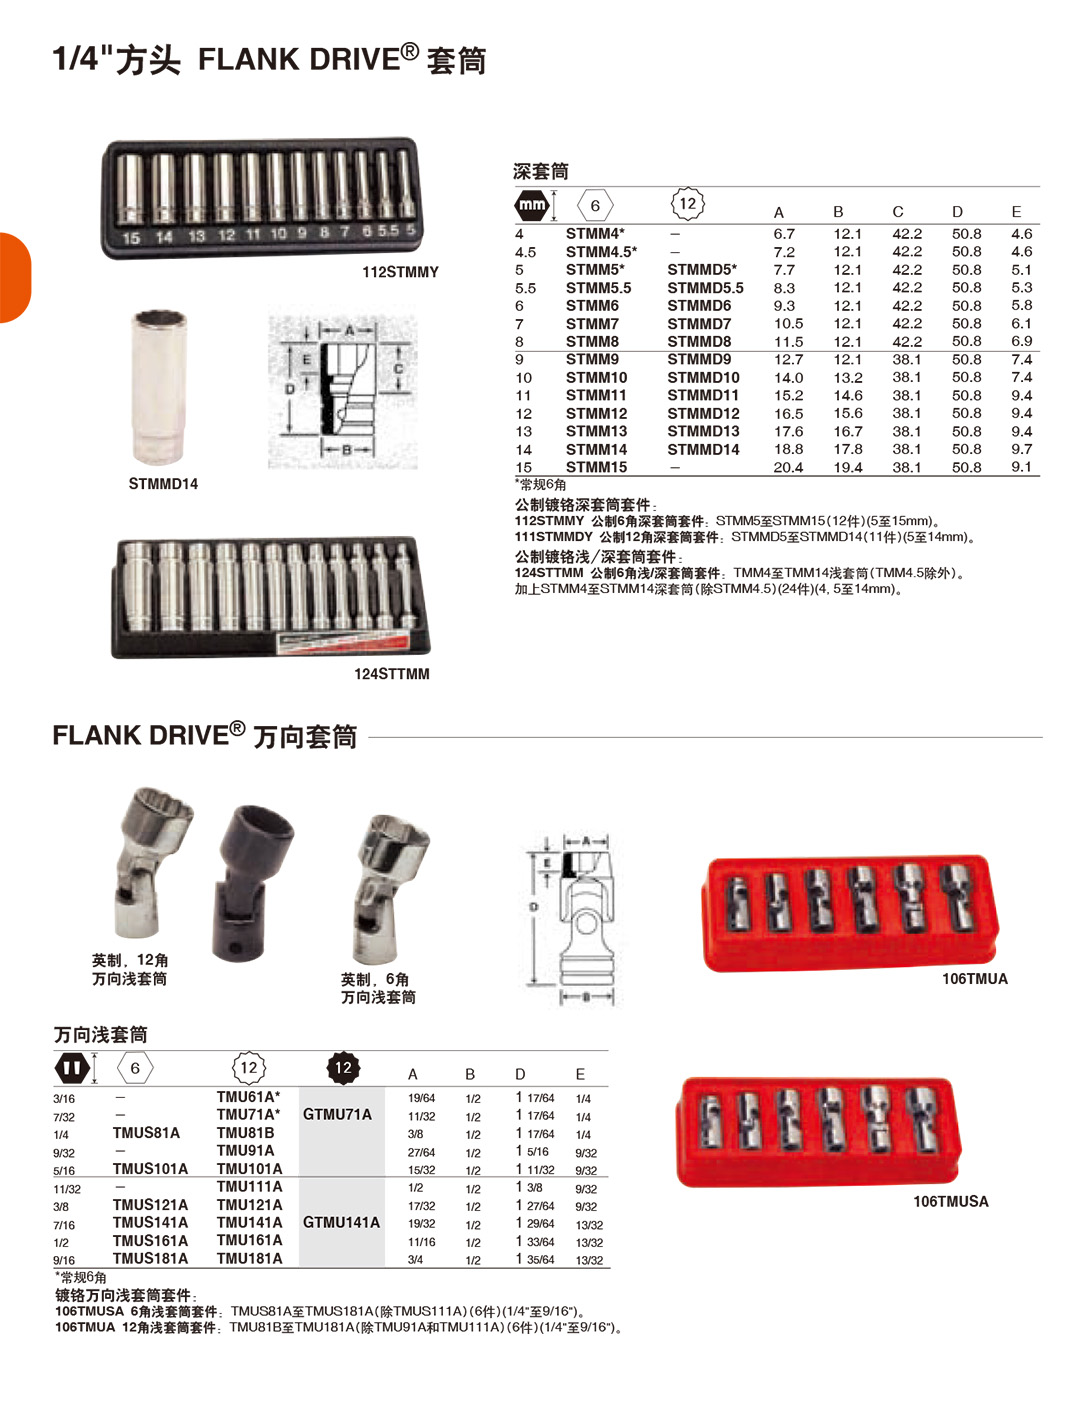 1/4"方头 FLANK DRIVE® 套筒
15 14 13 12 11 10 9 8 7 6 5.5 5
112STMMY
A
E
C
D
B
STMMD14
124STTMM
深套筒
mm 6 12 A B C D E
4 STMM4* – 6.7 12.1 42.2 50.8 4.6
4.5 STMM4.5* – 7.2 12.1 42.2 50.8 4.6
5 STMM5* STMMD5* 7.7 12.1 42.2 50.8 5.1
5.5 STMM5.5 STMMD5.5 8.3 12.1 42.2 50.8 5.3
6 STMM6 STMMD6 9.3 12.1 42.2 50.8 5.8
7 STMM7 STMMD7 10.5 12.1 42.2 50.8 6.1
8 STMM8 STMMD8 11.5 12.1 42.2 50.8 6.9
9 STMM9 STMMD9 12.7 12.1 38.1 50.8 7.4
10 STMM10 STMMD10 14.0 13.2 38.1 50.8 7.4
11 STMM11 STMMD11 15.2 14.6 38.1 50.8 9.4
12 STMM12 STMMD12 16.5 15.6 38.1 50.8 9.4
13 STMM13 STMMD13 17.6 16.7 38.1 50.8 9.4
14 STMM14 STMMD14 18.8 17.8 38.1 50.8 9.7
15 STMM15 – 20.4 19.4 38.1 50.8 9.1
*常规6角
公制镀铬深套筒套件：
112STMMY 公制6角深套筒套件：STMM5至STMM15(12件)(5至15mm)。
111STMMDY 公制12角深套筒套件：STMMD5至STMMD14(11件)(5至14mm)。
公制镀铬浅/深套筒套件：
124STTMM 公制6角浅/深套筒套件：TMM4至TMM14浅套筒(TMM4.5除外)。
加上STMM4至STMM14深套筒(除STMM4.5)(24件)(4, 5至14mm)。
FLANK DRIVE® 万向套筒
英制，12角
万向浅套筒
英制，6角
万向浅套筒
A
E
D
B
106TMUA
106TMUSA
万向浅套筒
6 12 12 A B D E
3/16 – TMU61A* 19/64 1/2 1 17/64 1/4
7/32 – TMU71A* GTMU71A 11/32 1/2 1 17/64 1/4
1/4 TMUS81A TMU81B 3/8 1/2 1 17/64 1/4
9/32 – TMU91A 27/64 1/2 1 5/16 9/32
5/16 TMUS101A TMU101A 15/32 1/2 1 11/32 9/32
11/32 – TMU111A 1/2 1/2 1 3/8 9/32
3/8 TMUS121A TMU121A 17/32 1/2 1 27/64 9/32
7/16 TMUS141A TMU141A GTMU141A 19/32 1/2 1 29/64 13/32
1/2 TMUS161A TMU161A 11/16 1/2 1 33/64 13/32
9/16 TMUS181A TMU181A 3/4 1/2 1 35/64 13/32
*常规6角
镀铬万向浅套筒套件：
106TMUSA 6角浅套筒套件：TMUS81A至TMUS181A(除TMUS111A)(6件)(1/4"至9/16")。
106TMUA 12角浅套筒套件：TMU81B至TMU181A(除TMU91A和TMU111A)(6件)(1/4"至9/16")。